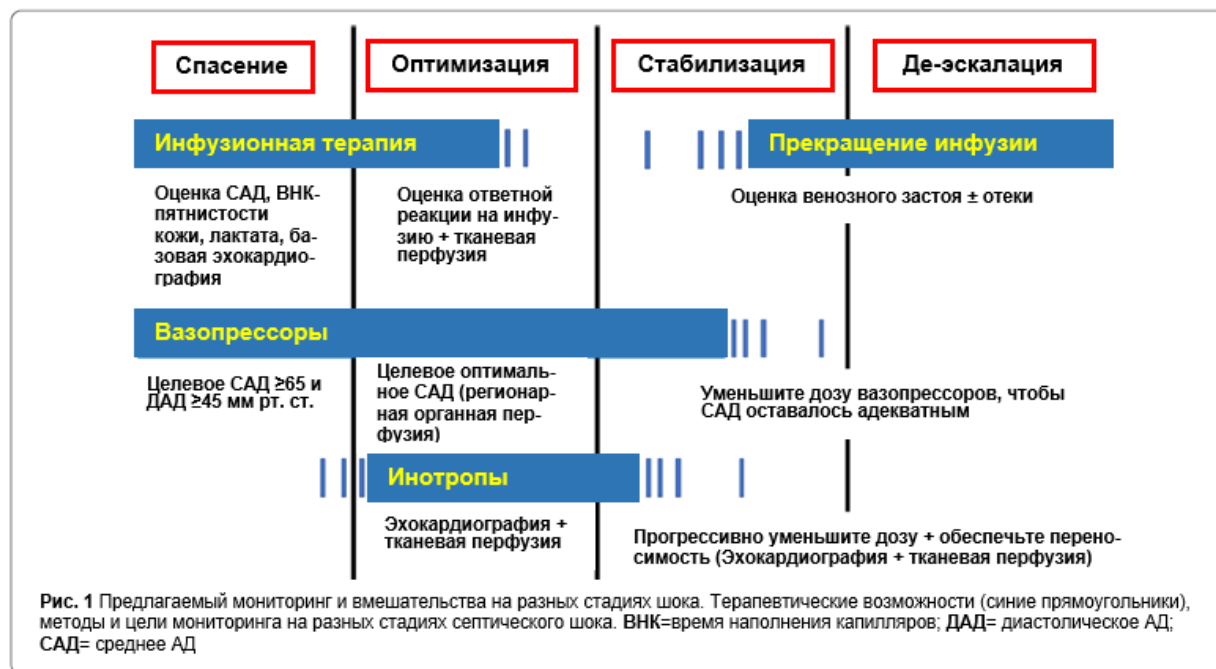 Спасение
Оптимизация
Стабилизация
Де-эскалация
Инфузионная терапия
Прекращение инфузии
Оценка САД, ВНК-
пятнистости
кожи, лактата, ба-
зовая эхокардио-
графия
Оценка ответной
реакции на инфу-
зию + тканевая
перфузия
Оценка венозного застоя ± отеки
Вазопрессоры
Целевое САД ≥65 и
ДАД ≥45 мм рт. ст.
Целевое оптималь-
ное САД (регионар-
ная органная пер-
фузия)
Уменьшите дозу вазопрессоров, чтобы
САД оставалось адекватным
Инотропы
Эхокардиография +
тканевая перфузия
Прогрессивно уменьшите дозу + обеспечьте перено-
симость (Эхокардиография + тканевая перфузия)
Рис. 1 Предлагаемый мониторинг и вмешательства на разных стадиях шока. Терапевтические возможности (синие прямоугольники),
методы и цели мониторинга на разных стадиях септического шока. ВНК=время наполнения капилляров; ДАД= диастолическое АД;
САД= среднее АД